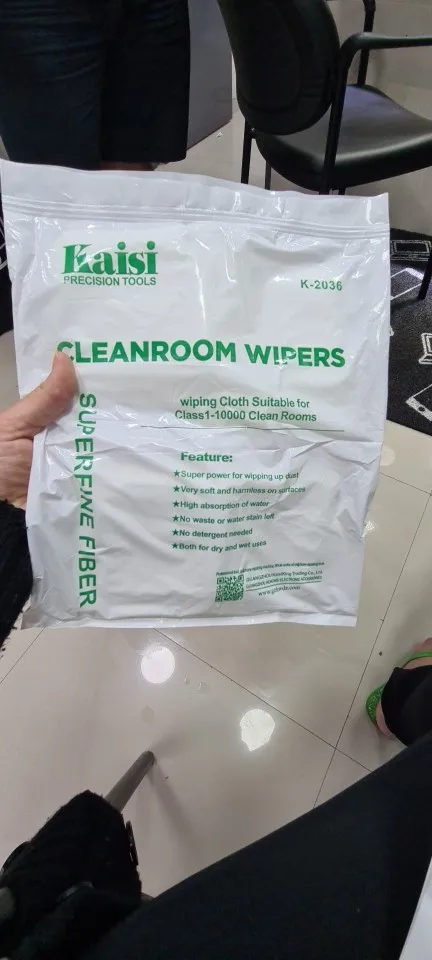 Kaisi
PRECISION TOOLS
K-2036
CLEANROOM WIPERS
wiping Cloth Suitable for
Class1-10000 Clean Rooms
SUPERFINE FIBER
Feature:
★Super power for wipping up dust
★Very soft and harmless on surfaces
★High absorption of water
★No waste or water stain left
★No detergent needed
★Both for dry and wet usea